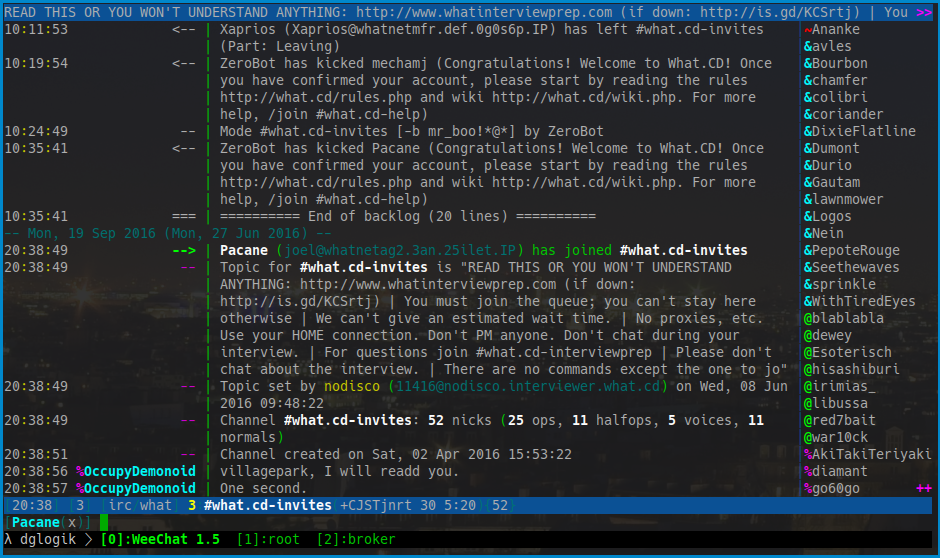 READ THIS OR YOU WON'T UNDERSTAND ANYTHING: http://www.whatinterviewprep.com (if down: http://is.gd/KCSrtj) | You >>
10:11:53 <-- | Xaprios (Xaprios@whatnetmfr.def.0g0s6p.IP) has left #what.cd-invites ~Ananke
(Part: Leaving) &avles
10:19:54 <-- | ZeroBot has kicked mechamj (Congratulations! Welcome to What.CD! Once &Bourbon
you have confirmed your account, please start by reading the rules &chamfer
http://what.cd/rules.php and wiki http://what.cd/wiki.php. For more &colibri
help, /join #what.cd-help) &coriander
10:24:49 -- | Mode #what.cd-invites [-b mr_boo!*@*] by ZeroBot &DixieFlatline
10:35:41 <-- | ZeroBot has kicked Pacane (Congratulations! Welcome to What.CD! Once &Dumont
you have confirmed your account, please start by reading the rules &Durio
http://what.cd/rules.php and wiki http://what.cd/wiki.php. For more &Gautam
help, /join #what.cd-help) &lawnmower
10:35:41 === | ========== End of backlog (20 lines) ========== &Logos
-- Mon, 19 Sep 2016 (Mon, 27 Jun 2016) -- &Nein
20:38:49 --> | Pacane (joel@whatnetag2.3an.25ilet.IP) has joined #what.cd-invites &PepoteRouge
20:38:49 -- | Topic for #what.cd-invites is "READ THIS OR YOU WON'T UNDERSTAND &Seethewaves
ANYTHING: http://www.whatinterviewprep.com (if down: &sprinkle
http://is.gd/KCSrtj) | You must join the queue; you can't stay here &WithTiredEyes
otherwise | We can't give an estimated wait time. | No proxies, etc. @blablabla
Use your HOME connection. Don't PM anyone. Don't chat during your @dewey
interview. | For questions join #what.cd-interviewprep | Please don't @Esoterisch
chat about the interview. | There are no commands except the one to jo" @hisashiburi
20:38:49 -- | Topic set by nodisco (11416@nodisco.interviewer.what.cd) on Wed, 08 Jun @irimias_
2016 09:48:22 @libussa
20:38:49 -- | Channel #what.cd-invites: 52 nicks (25 ops, 11 halfops, 5 voices, 11 @red7bait
normals) @war10ck
20:38:51 -- | Channel created on Sat, 02 Apr 2016 15:53:22 %AkiTakiTeriyaki
20:38:56 %OccupyDemonoid | villagepark, I will readd you. %diamant
20:38:57 %OccupyDemonoid | One second. %go60go ++
[20:38] [3] [irc/what] 3 #what.cd-invites +CJSTjnrt 30 5:20 (52)
[Pacane(x)]
λ dglogik > [0]:WeeChat 1.5 [1]:root [2]:broker